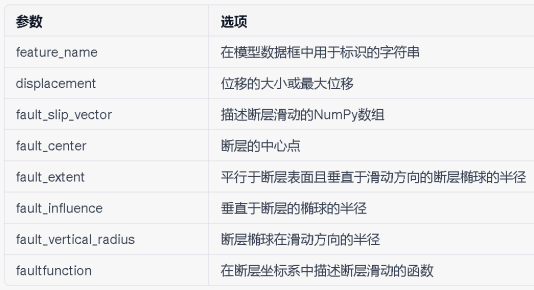 参数 选项
feature_name 在模型数据框中用于标识的字符串
displacement 位移的大小或最大位移
fault_slip_vector 描述断层滑动的NumPy数组
fault_center 断层的中心点
fault_extent 平行于断层表面且垂直于滑动方向的断层椭球的半径
fault_influence 垂直于断层的椭球的半径
fault_vertical_radius 断层椭球在滑动方向的半径
faultfunction 在断层坐标系中描述断层滑动的函数